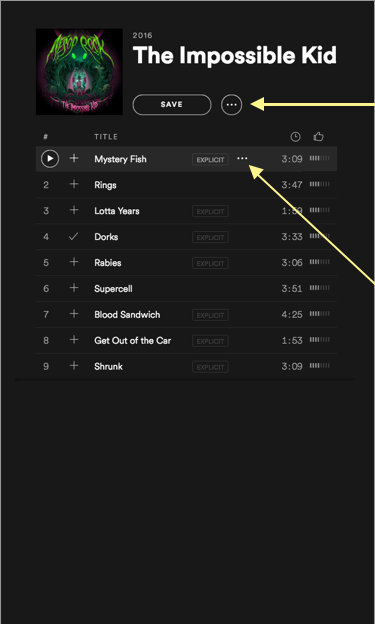 AESOP ROCK
The Impossible Kid
2016
The Impossible Kid
SAVE
# TITLE
Mystery Fish EXPLICIT 3:09
2 Rings 3:47
3 Lotta Years EXPLICIT 1:59
4 Dorks EXPLICIT 3:33
5 Rabies EXPLICIT 3:06
6 Supercell 3:51
7 Blood Sandwich EXPLICIT 4:25
8 Get Out of the Car EXPLICIT 1:53
9 Shrunk EXPLICIT 3:09